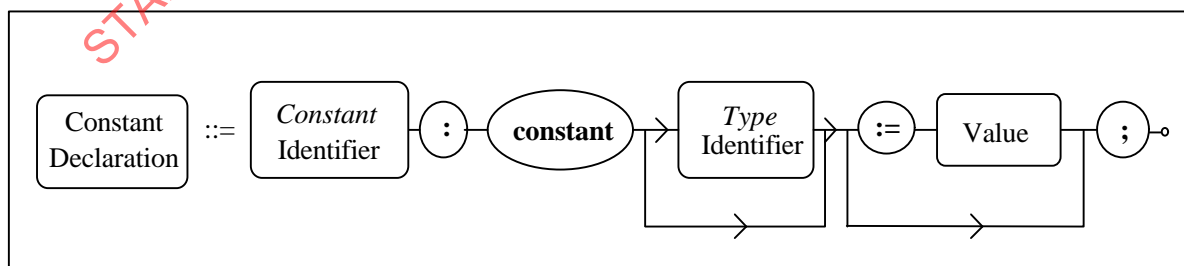 STA
Constant
Declaration
::=
Constant
Identifier
:
constant
Type
Identifier
:=
Value
;